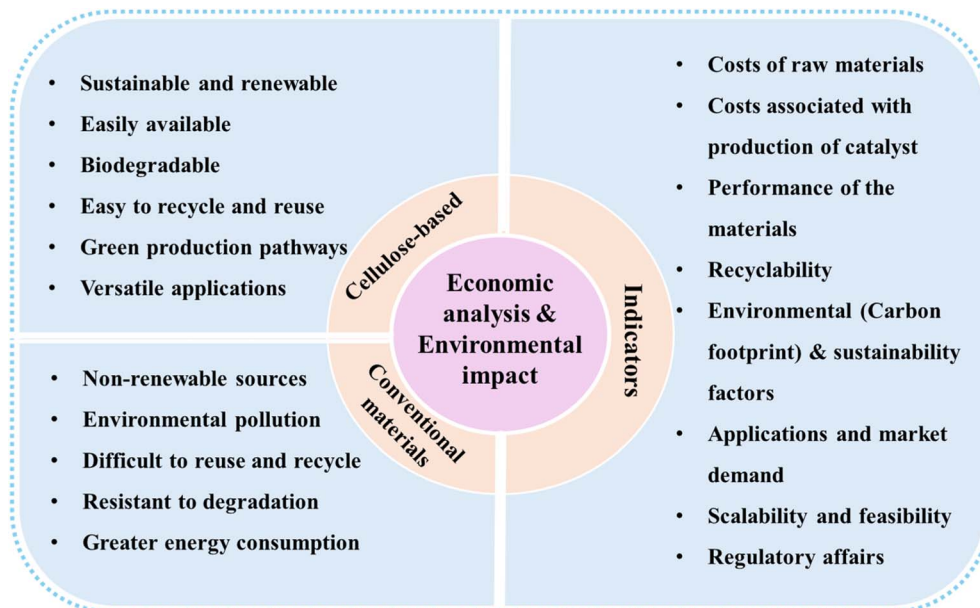 • Sustainable and renewable
• Easily available
• Biodegradable
• Easy to recycle and reuse
• Green production pathways
• Versatile applications
• Non-renewable sources
• Environmental pollution
• Difficult to reuse and recycle
• Resistant to degradation
• Greater energy consumption
Cellulose-based
Conventional
materials
Economic
analysis &
Environmental
impact
Indicators
• Costs of raw materials
• Costs associated with
production of catalyst
• Performance of the
materials
• Recyclability
• Environmental (Carbon
footprint) & sustainability
factors
• Applications and market
demand
• Scalability and feasibility
• Regulatory affairs